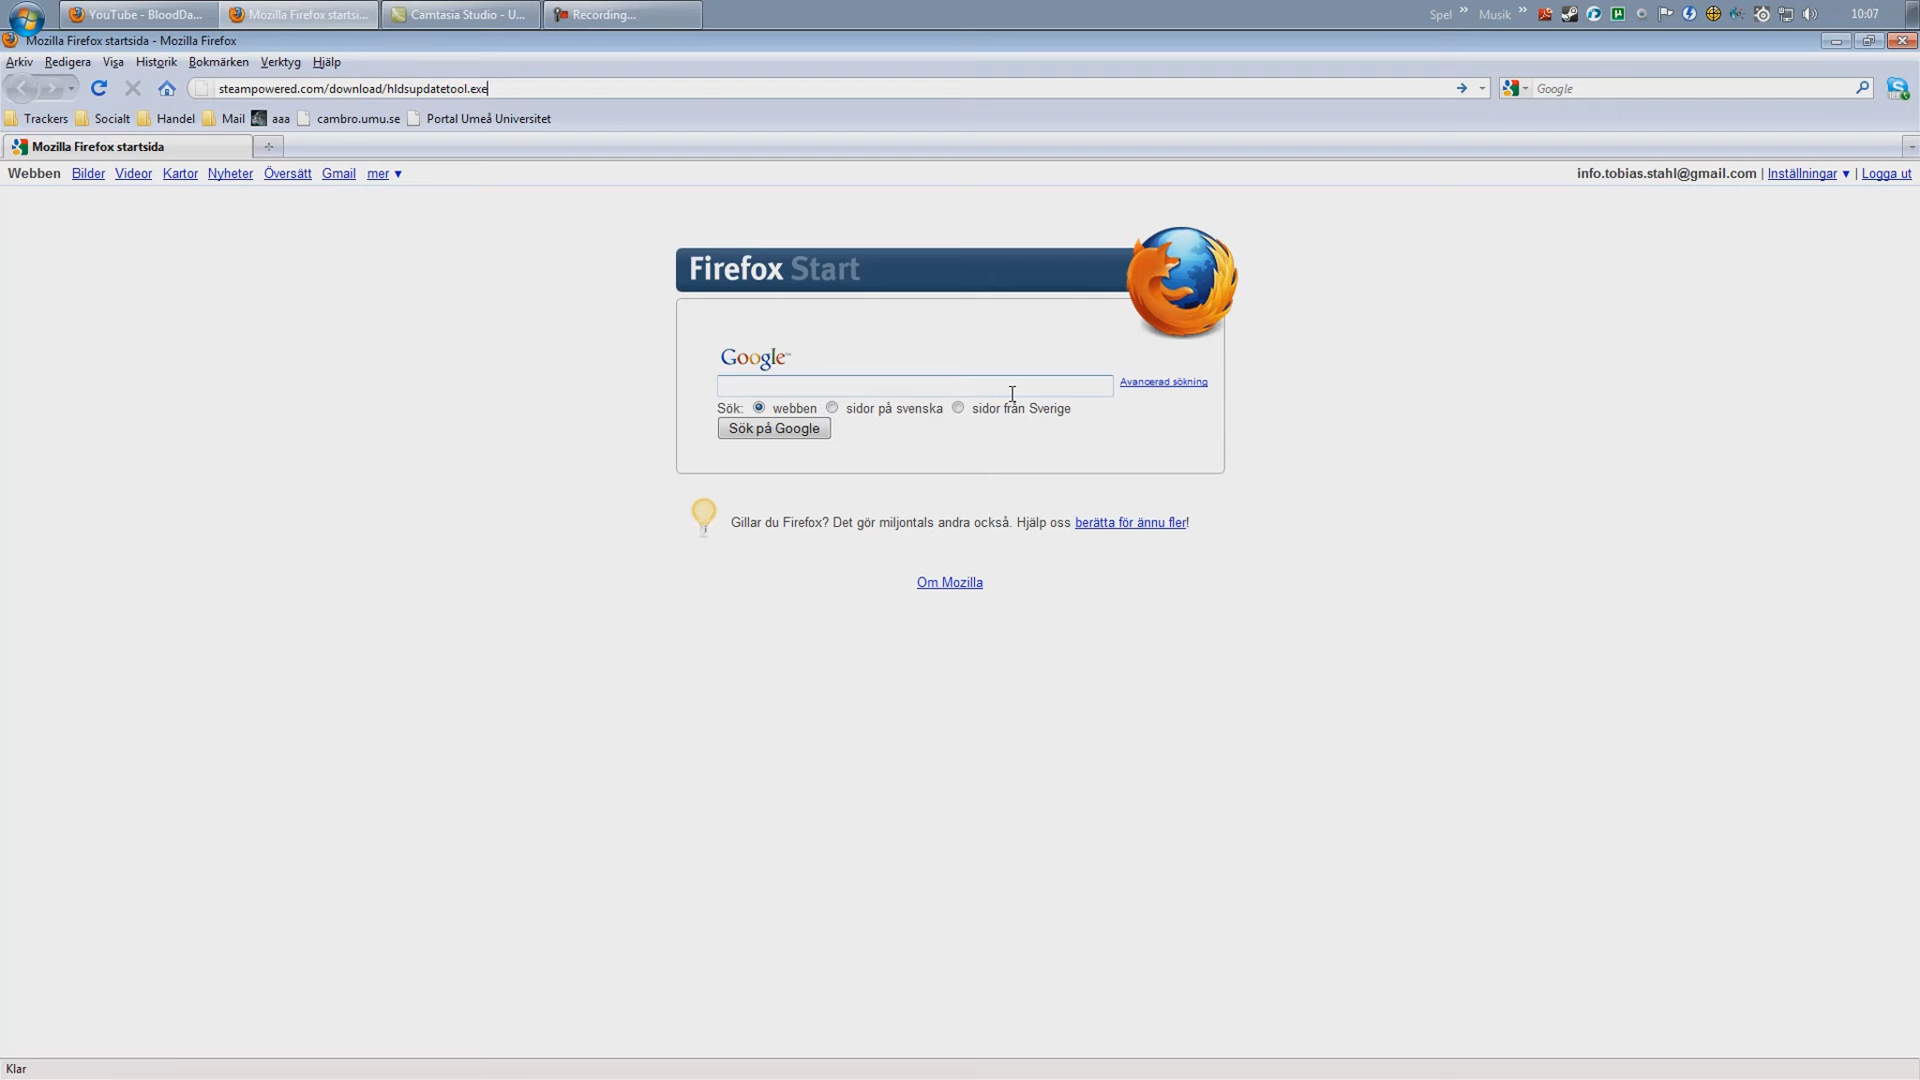 YouTube - BloodDa...
Mozilla Firefox startsi...
Camtasia Studio - U...
Recording...
Spel »
Musik »
10:07
Mozilla Firefox startsida - Mozilla Firefox
Arkiv Redigera Visa Historik Bokmärken Verktyg Hjälp
steampowered.com/download/hldsupdatetool.exe
Google
Trackers Socialt Handel Mail aaa cambro.umu.se Portal Umeå Universitet
Mozilla Firefox startsida
Webben Bilder Videor Kartor Nyheter Översätt Gmail mer ▼
info.tobias.stahl@gmail.com | Inställningar ▼ | Logga ut
Firefox Start
Google™
Avancerad sökning
Sök: webben sidor på svenska sidor från Sverige
Sök på Google
Gillar du Firefox? Det gör miljontals andra också. Hjälp oss berätta för ännu fler!
Om Mozilla
Klar